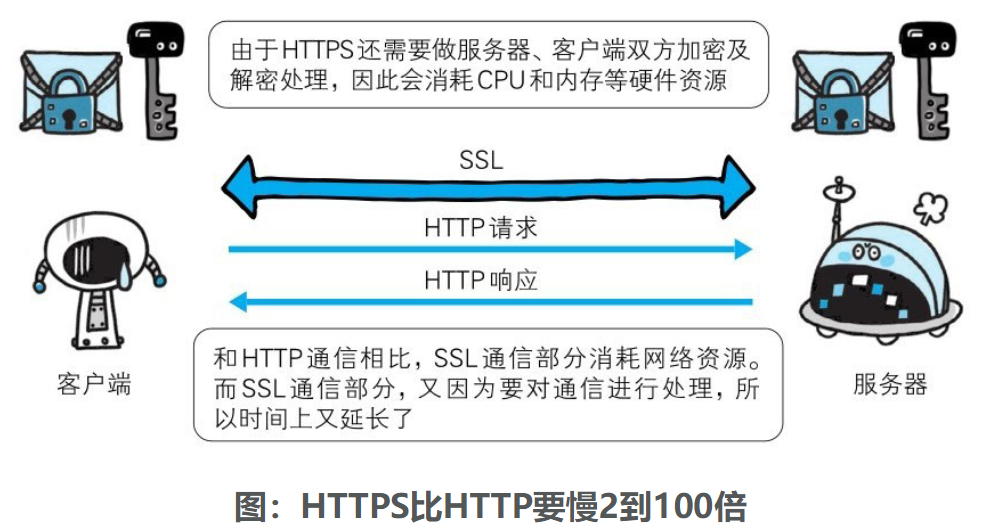 由于HTTPS还需要做服务器、客户端双方加密及
解密处理，因此会消耗CPU和内存等硬件资源
SSL
HTTP请求
HTTP响应
客户端
服务器
和HTTP通信相比，SSL通信部分消耗网络资源。
而SSL通信部分，又因为要对通信进行处理，所
以时间上又延长了
图：HTTPS比HTTP要慢2到100倍